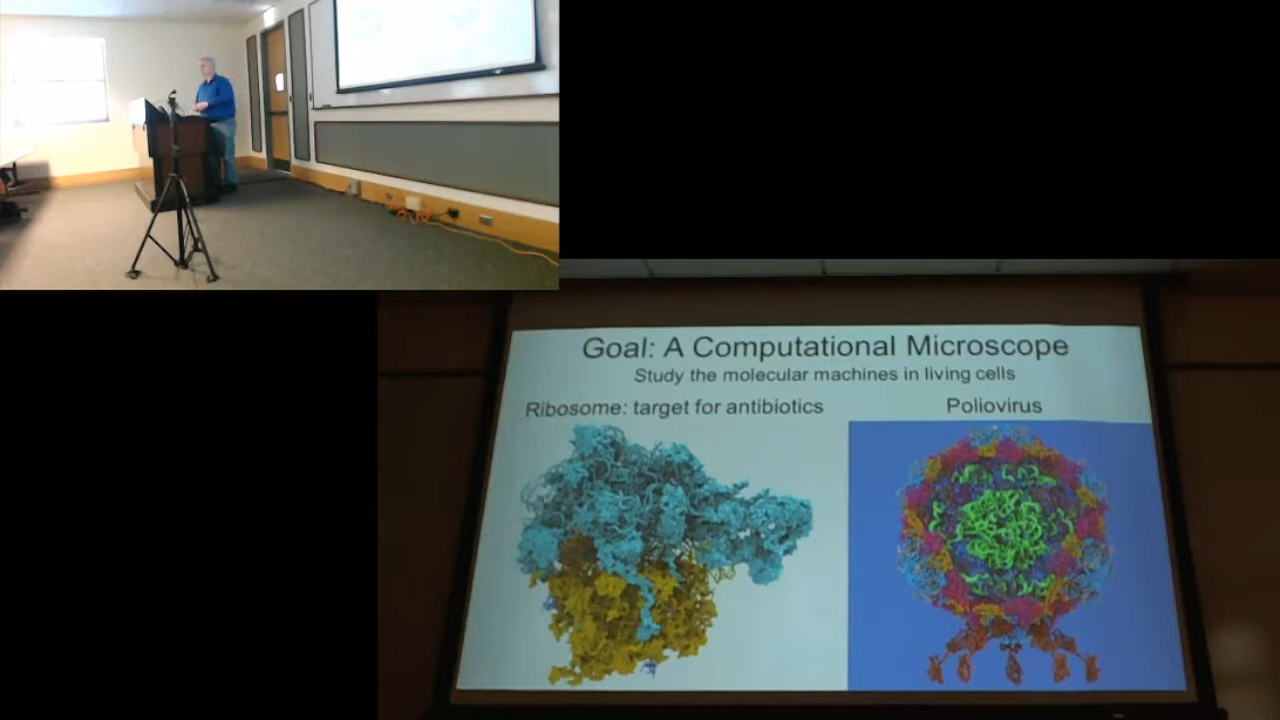 Goal: A Computational Microscope
Study the molecular machines in living cells
Ribosome: target for antibiotics
Poliovirus